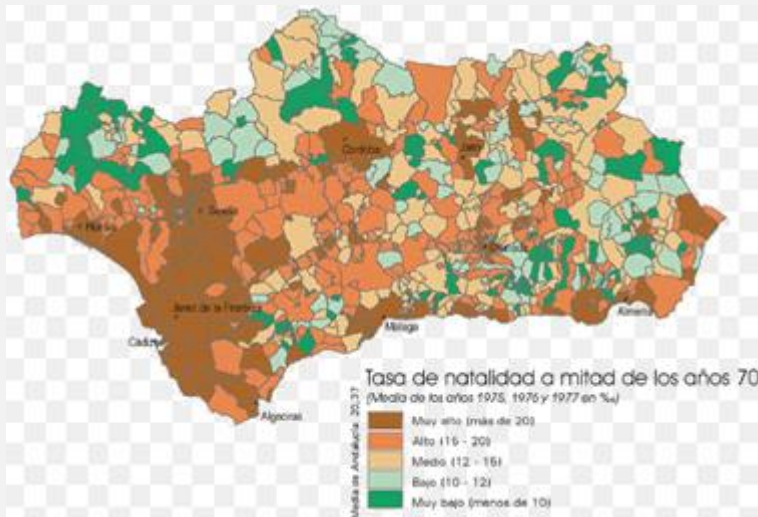 Córdoba
Jaén
Sevilla
Huelva
Granada
Jerez de la Frontera
Almería
Málaga
Cádiz
Algeciras
Tasa de natalidad a mitad de los años 70
(Media de los años 1975, 1976 y 1977 en ‰)
Media de Andalucía: 20,37
Muy alto (más de 20)
Alto (15 - 20)
Medio (12 - 15)
Bajo (10 - 12)
Muy bajo (menos de 10)